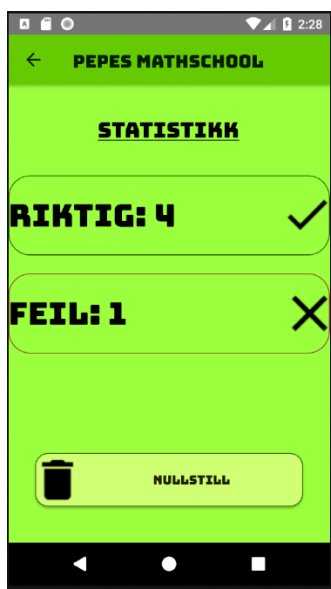 2:28
PEPES MATHSCHOOL
STATISTIKK
RIKTIG: 4
FEIL: 1
NULLSTILL